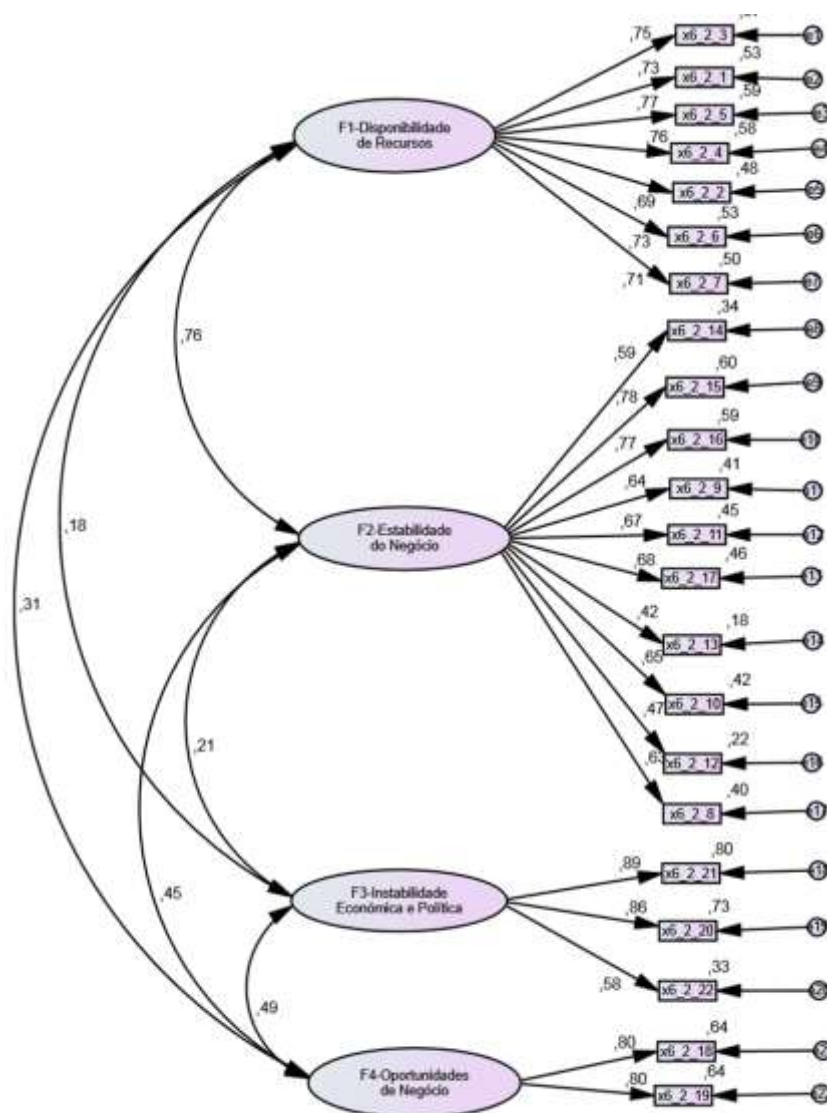 ,75
x6_2_3
,53
,73
x6_2_1
,59
,77
x6_2_5
,58
F1-Disponibilidade
de Recursos
,76
x6_2_4
,48
x6_2_2
,69
,53
x6_2_6
,73
,50
,71
x6_2_7
,34
,76
x6_2_14
,59
,60
,78
x6_2_15
,59
,77
x6_2_16
,41
,64
x6_2_9
,45
,18
F2-Estabilidade
do Negócio
,67
x6_2_11
,46
,68
x6_2_17
,31
,42
,18
x6_2_13
,65
,42
x6_2_10
,47
,21
,22
x6_2_12
,40
x6_2_8
,80
,89
x6_2_21
,45
F3-Instabilidade
Económica e Política
,86
,73
x6_2_20
,33
,58
x6_2_22
,49
,64
,80
x6_2_18
,64
F4-Oportunidades
de Negócio
,80
x6_2_19